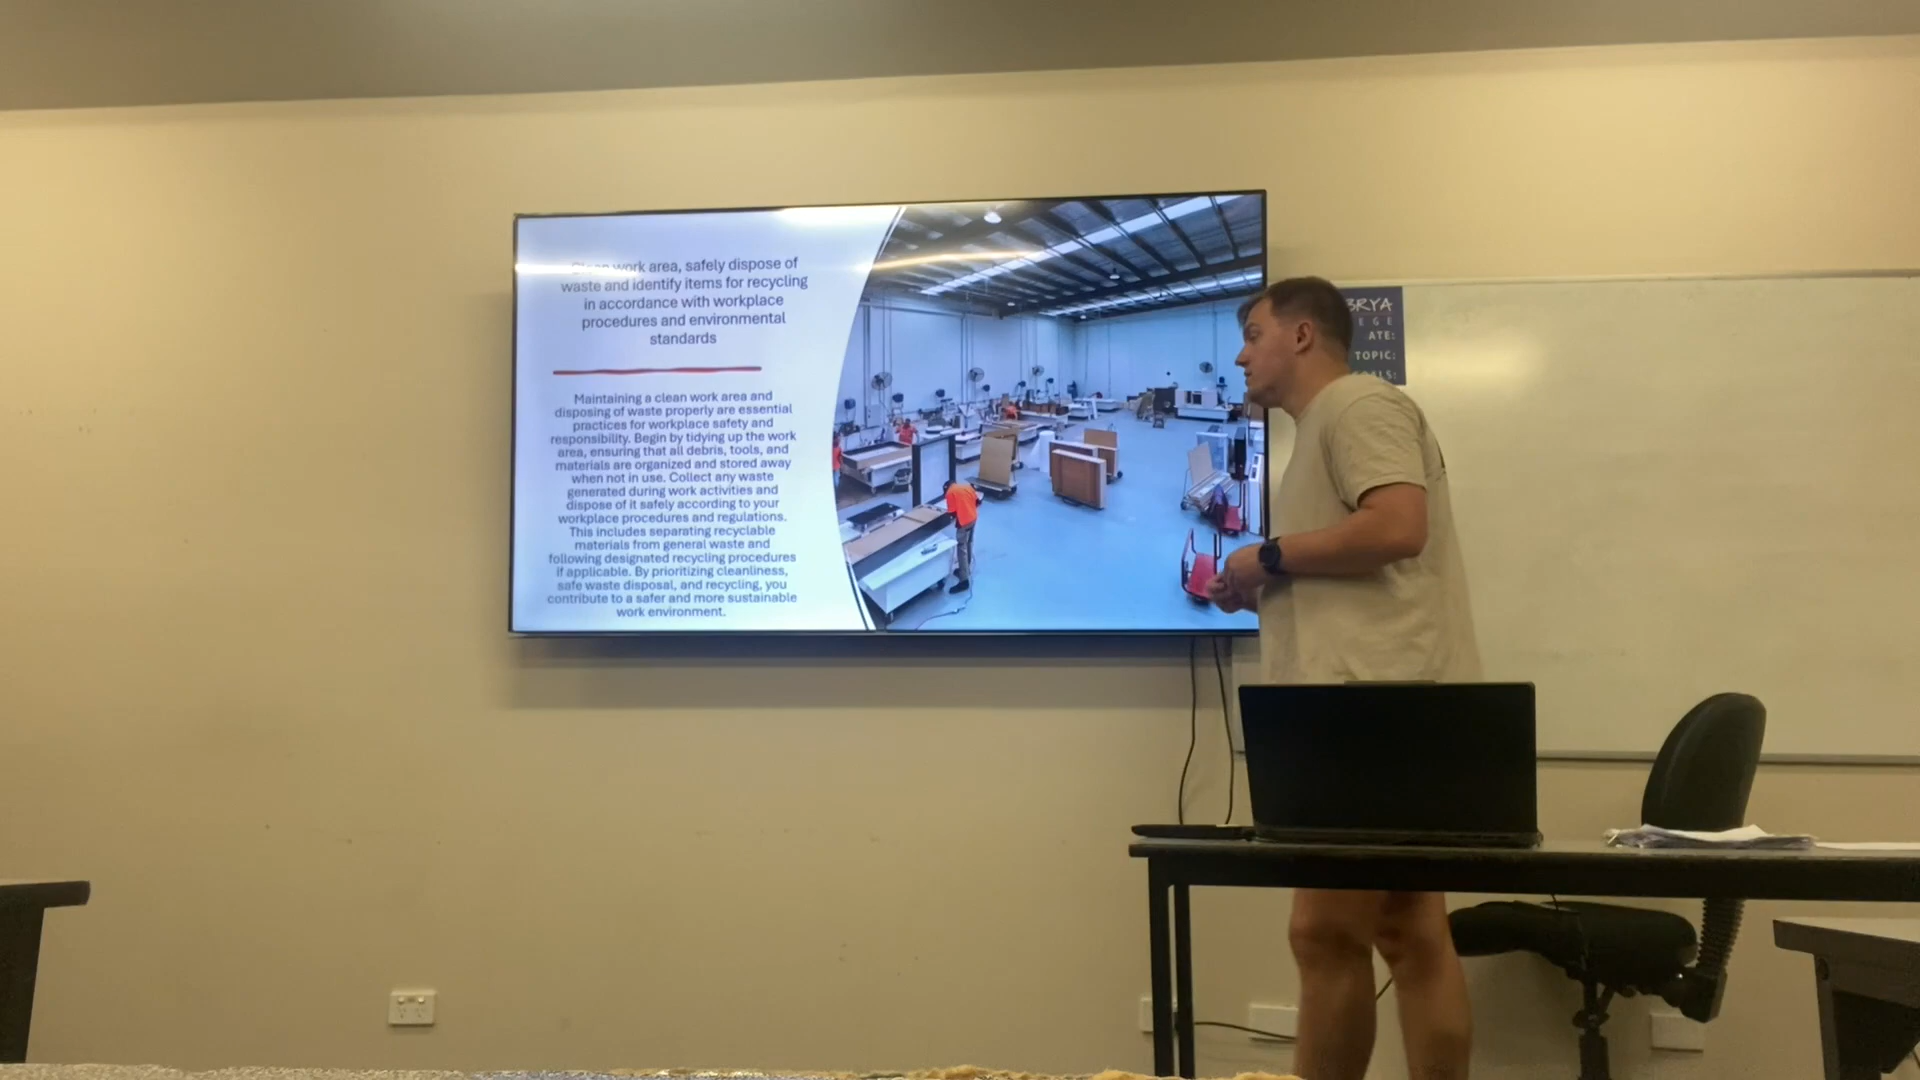 Clean work area, safely dispose of
waste and identify items for recycling
in accordance with workplace
procedures and environmental
standards
Maintaining a clean work area and
disposing of waste properly are essential
practices for workplace safety and
responsibility. Begin by tidying up the work
area, ensuring that all debris, tools, and
materials are organized and stored away
when not in use. Collect any waste
generated during work activities and
dispose of it safely according to your
workplace procedures and regulations.
This includes separating recyclable
materials from general waste and
following designated recycling procedures
if applicable. By prioritizing cleanliness,
safe waste disposal, and recycling, you
contribute to a safer and more sustainable
work environment.
BRYA
EGE
ATE:
TOPIC:
OALS: